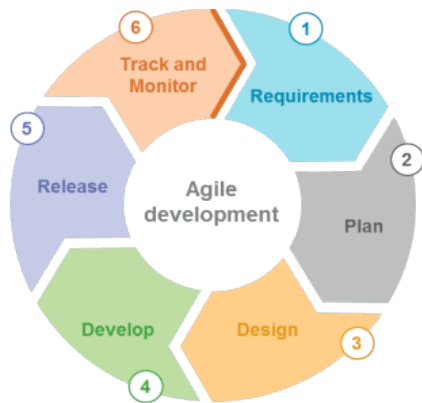 Agile
development
1
Requirements
2
Plan
3
Design
4
Develop
5
Release
6
Track and
Monitor